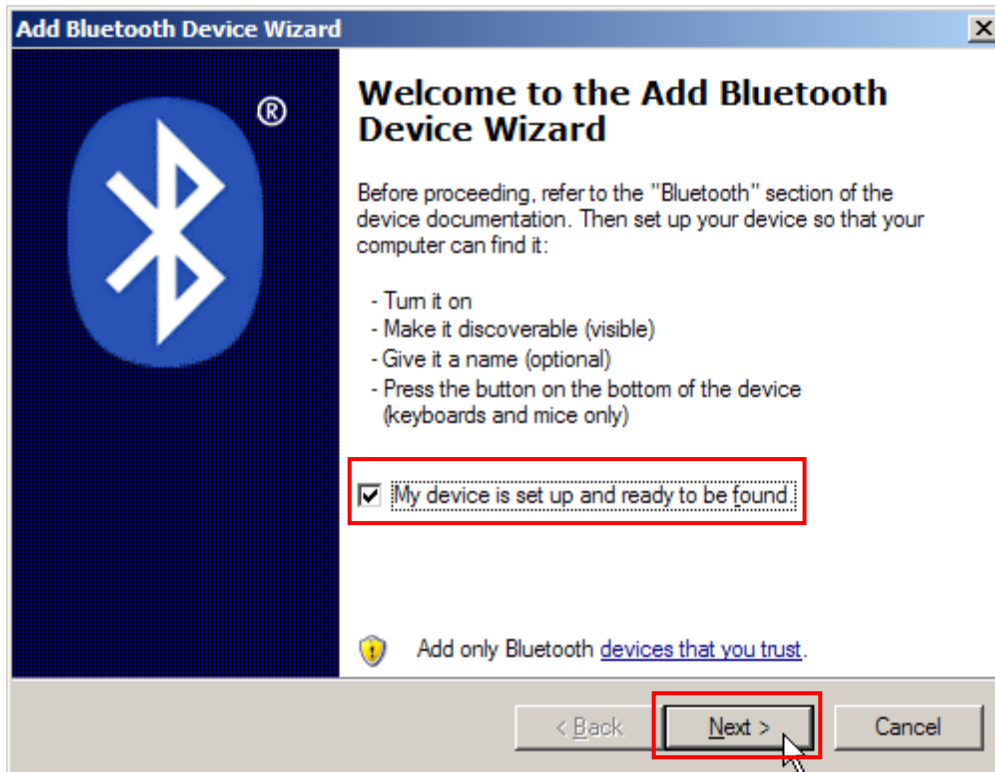 Add Bluetooth Device Wizard
®
Welcome to the Add Bluetooth
Device Wizard
Before proceeding, refer to the "Bluetooth" section of the
device documentation. Then set up your device so that your
computer can find it:
- Turn it on
- Make it discoverable (visible)
- Give it a name (optional)
- Press the button on the bottom of the device
(keyboards and mice only)
My device is set up and ready to be found.
Add only Bluetooth devices that you trust.
< Back Next > Cancel